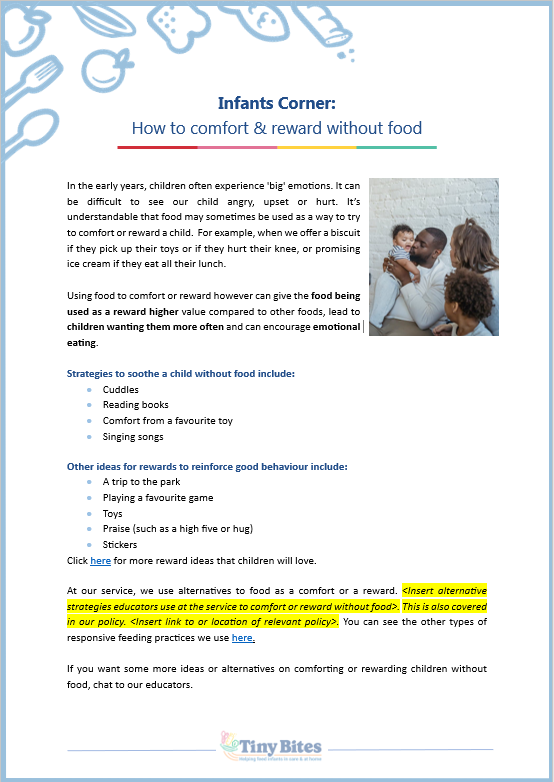 Infants Corner:
How to comfort & reward without food
In the early years, children often experience 'big' emotions. It can
be difficult to see our child angry, upset or hurt. It's
understandable that food may sometimes be used as a way to try
to comfort or reward a child. For example, when we offer a biscuit
if they pick up their toys or if they hurt their knee, or promising
ice cream if they eat all their lunch.
Using food to comfort or reward however can give the food being
used as a reward higher value compared to other foods, lead to
children wanting them more often and can encourage emotional
eating.
Strategies to soothe a child without food include:
• Cuddles
• Reading books
• Comfort from a favourite toy
• Singing songs
Other ideas for rewards to reinforce good behaviour include:
• A trip to the park
• Playing a favourite game
• Toys
• Praise (such as a high five or hug)
• Stickers
Click here for more reward ideas that children will love.
At our service, we use alternatives to food as a comfort or a reward. <Insert alternative
strategies educators use at the service to comfort or reward without food>. This is also covered
in our policy. <Insert link to or location of relevant policy>. You can see the other types of
responsive feeding practices we use here.
If you want some more ideas or alternatives on comforting or rewarding children without
food, chat to our educators.
Tiny Bites
Helping feed infants in care & at home